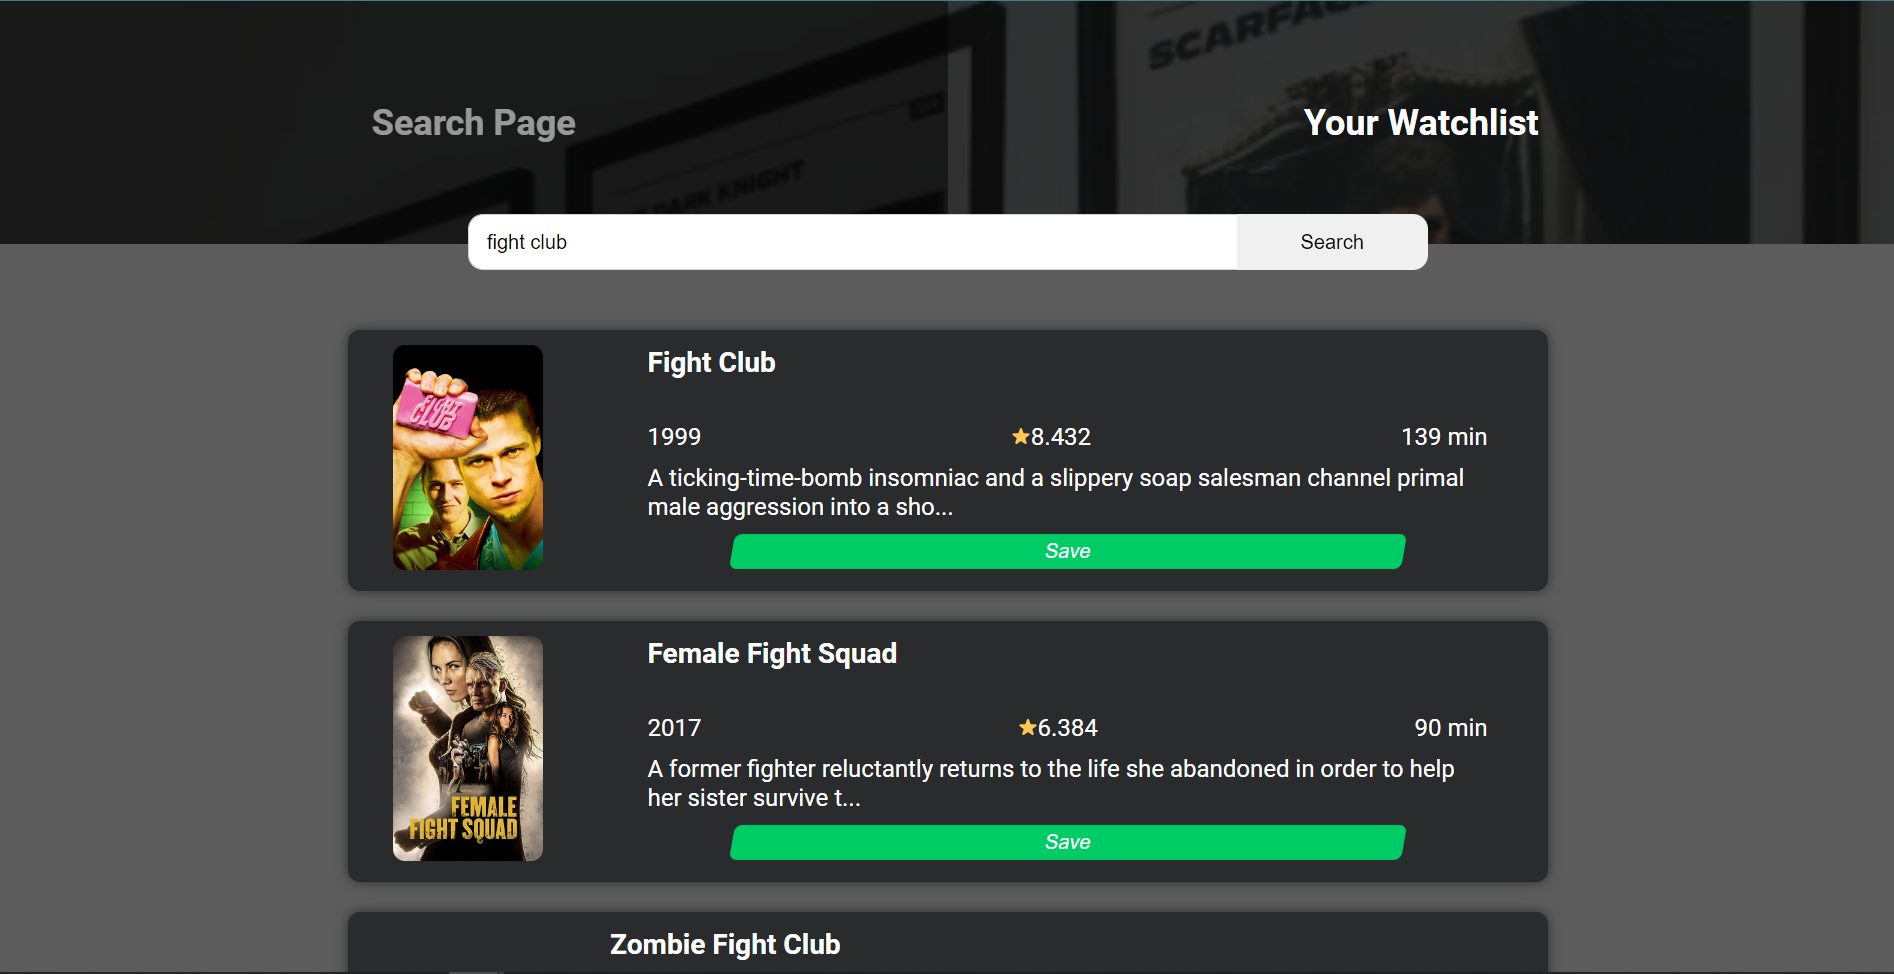 SCARFAC
Search Page
Your Watchlist
DARK KNIGHT
fight club
Search
FIGHT
CLUB
Fight Club
1999
8.432
139 min
A ticking-time-bomb insomniac and a slippery soap salesman channel primal
male aggression into a sho...
Save
FEMALE
FIGHT SQUAD
Female Fight Squad
2017
6.384
90 min
A former fighter reluctantly returns to the life she abandoned in order to help
her sister survive t...
Save
Zombie Fight Club